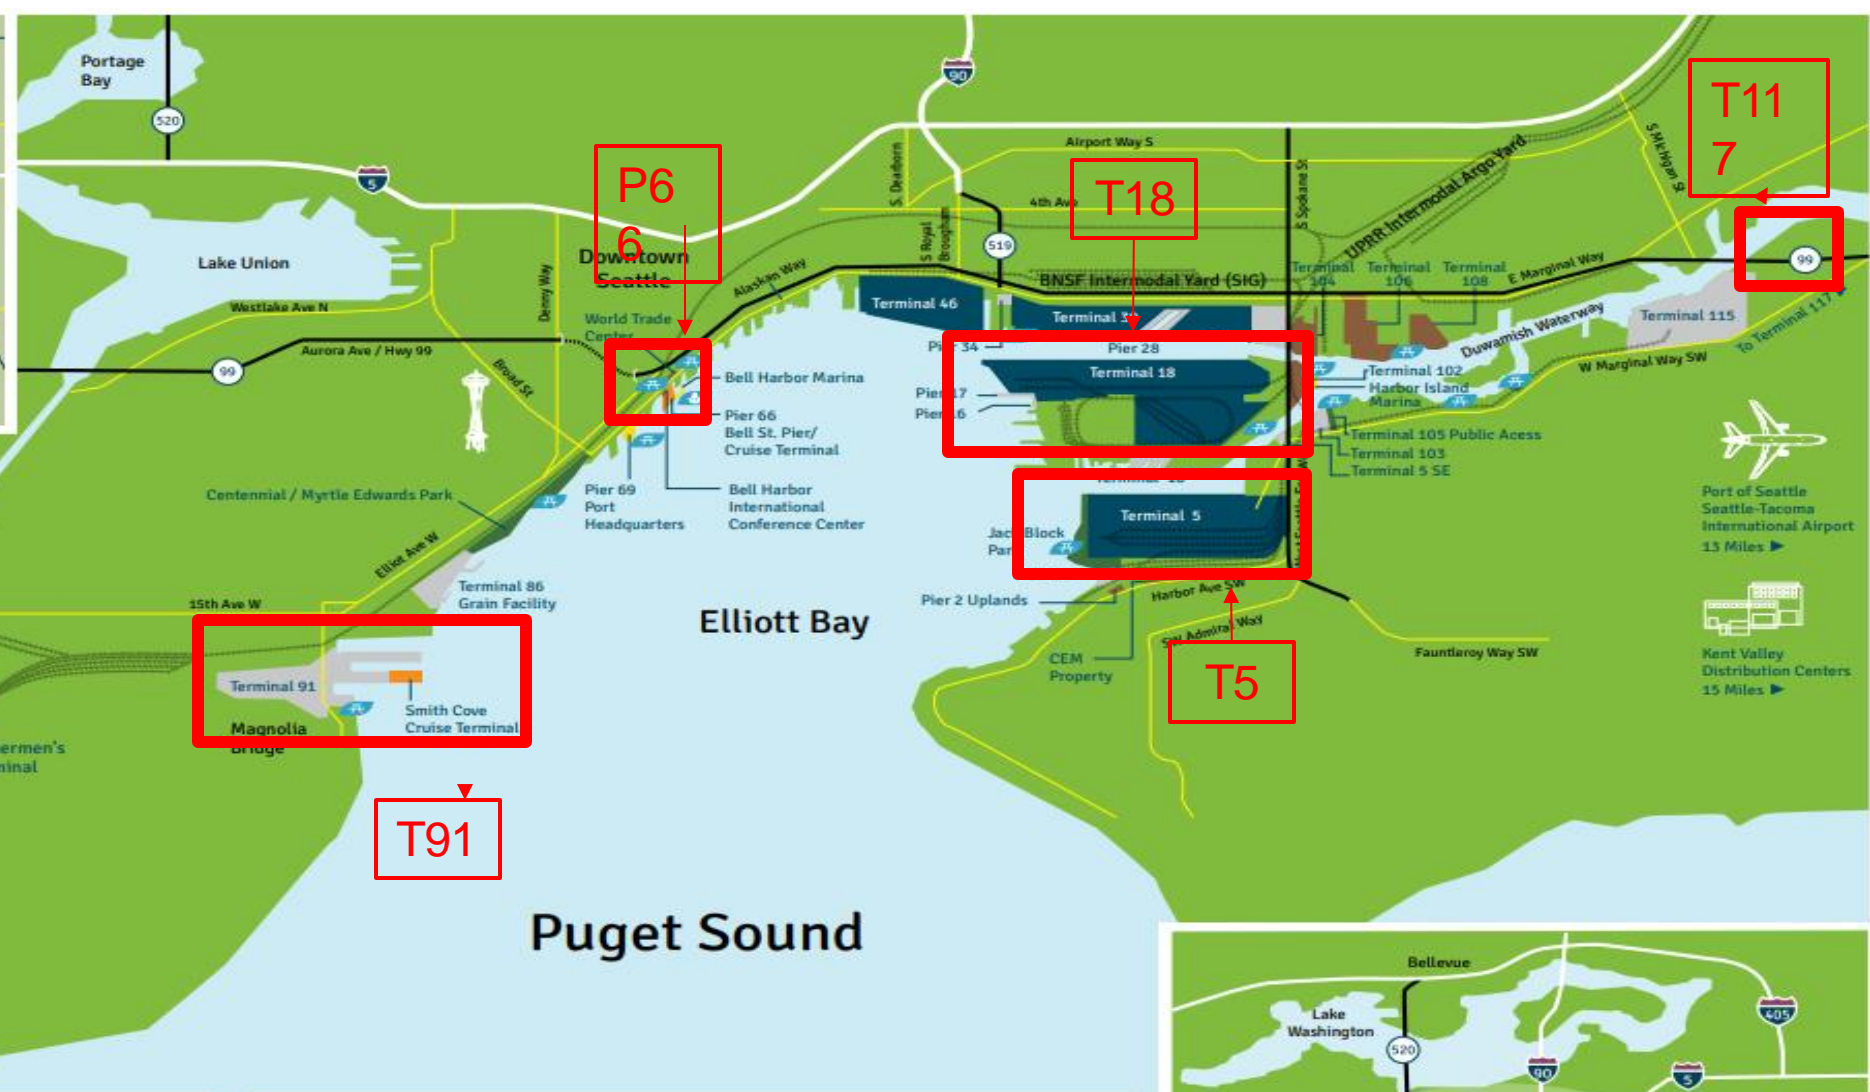 Portage
Bay
520
90
5
Airport Way S
S. Dearborn
4th Ave
S Royal
Brougham
519
S Spokane St
UPRR Intermodal Argo Yard
S Michigan St
T11
7
P6
6
T18
Lake Union
Downtown
Seattle
Denny Way
Alaskan Way
Westlake Ave N
Aurora Ave / Hwy 99
99
Broad St
World Trade
Center
Terminal 46
BNSF Intermodal Yard (SIG)
Terminal
104
Terminal
106
Terminal
108
E Marginal Way
99
Duwamish Waterway
Terminal 115
To Terminal 117
W Marginal Way SW
Pier 34
Pier 28
Terminal 18
Pier 17
Terminal 102
Harbor Island
Marina
Terminal 105 Public Acess
Terminal 103
Terminal 5 SE
Bell Harbor Marina
Pier 66
Bell St. Pier/
Cruise Terminal
Bell Harbor
International
Conference Center
Pier 69
Port
Headquarters
Centennial / Myrtle Edwards Park
Elliot Ave W
Terminal 86
Grain Facility
15th Ave W
Terminal 91
Smith Cove
Cruise Terminal
Magnolia
Bridge
T91
Elliott Bay
Terminal 5
Jack Block
Park
Pier 2 Uplands
Harbor Ave SW
SW Admiral Way
CEM
Property
T5
Fauntleroy Way SW
Port of Seattle
Seattle-Tacoma
International Airport
13 Miles
Kent Valley
Distribution Centers
15 Miles
Puget Sound
Bellevue
Lake
Washington
520
90
405
5